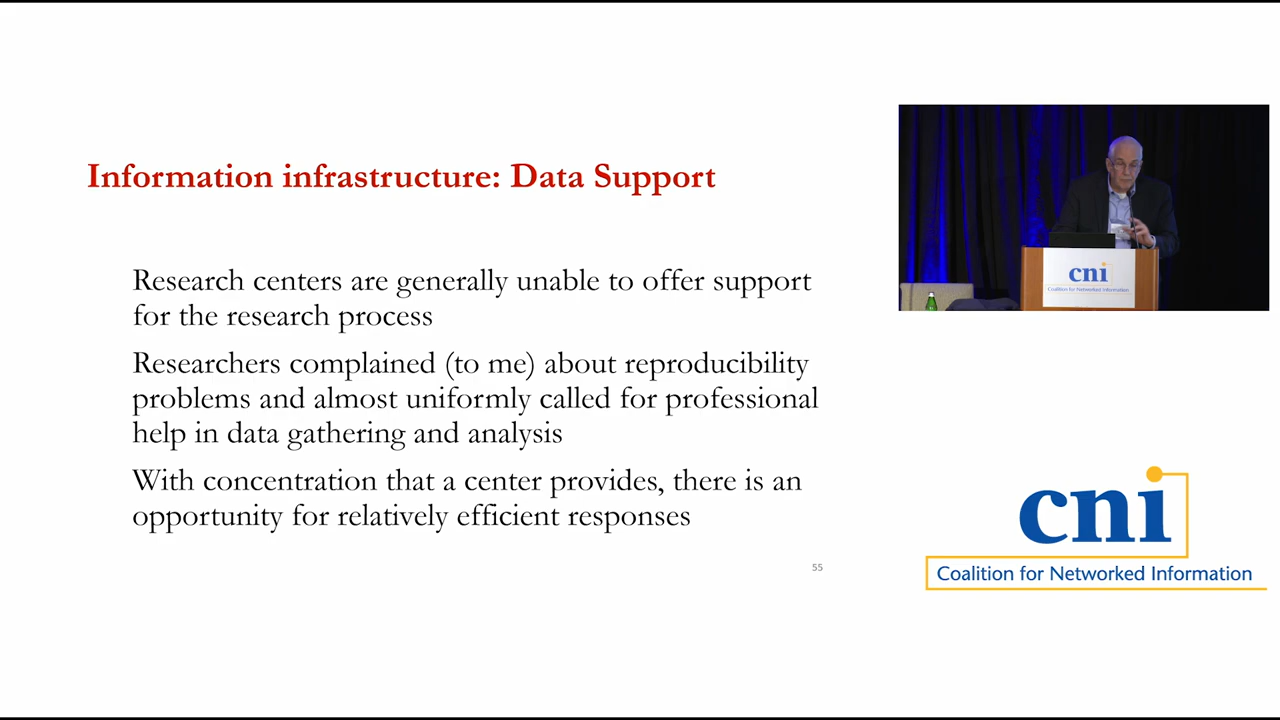 Information infrastructure: Data Support
Research centers are generally unable to offer support
for the research process
Researchers complained (to me) about reproducibility
problems and almost uniformly called for professional
help in data gathering and analysis
With concentration that a center provides, there is an
opportunity for relatively efficient responses
55
cni
Coalition for Networked Information
cni
Coalition for Networked Information